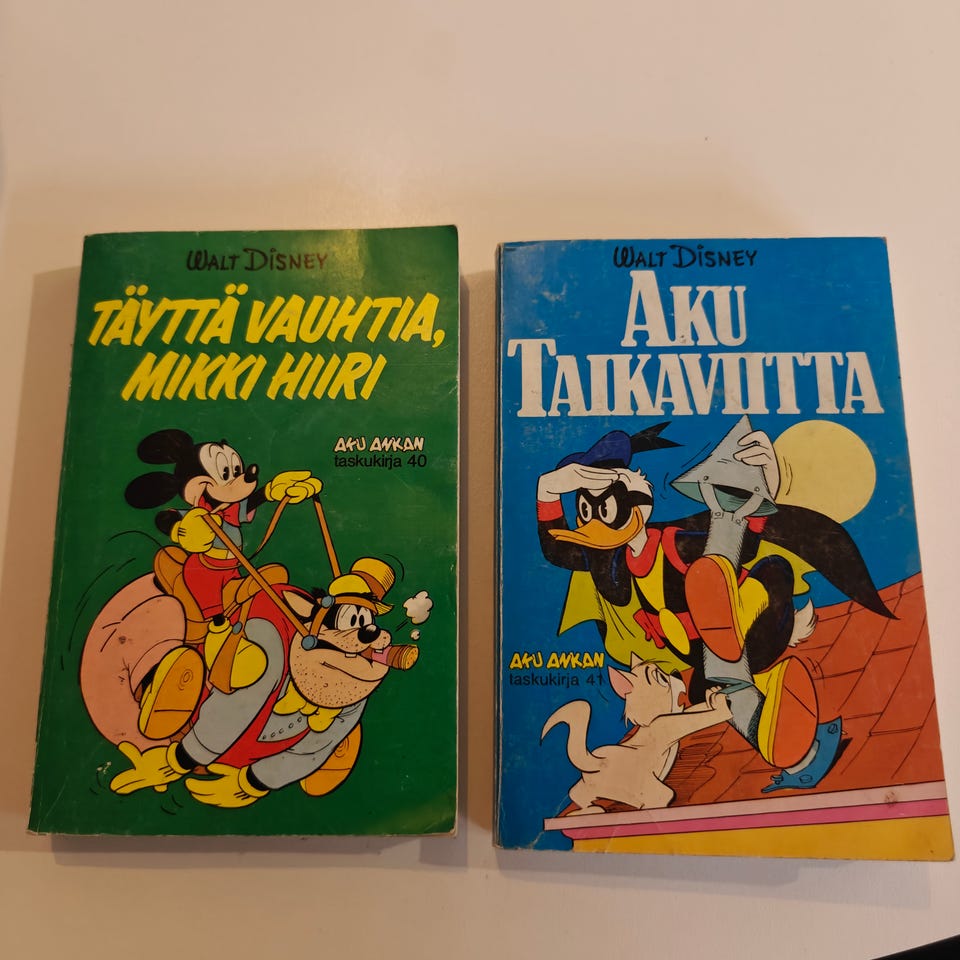 WALT DISNEY
TÄYTTÄ VAUHTIA,
MIKKI HIIRI
AKU ANKAN
taskukirja 40
WALT DISNEY
AKU
TAIKAVIITTA
AKU ANKAN
taskukirja 41